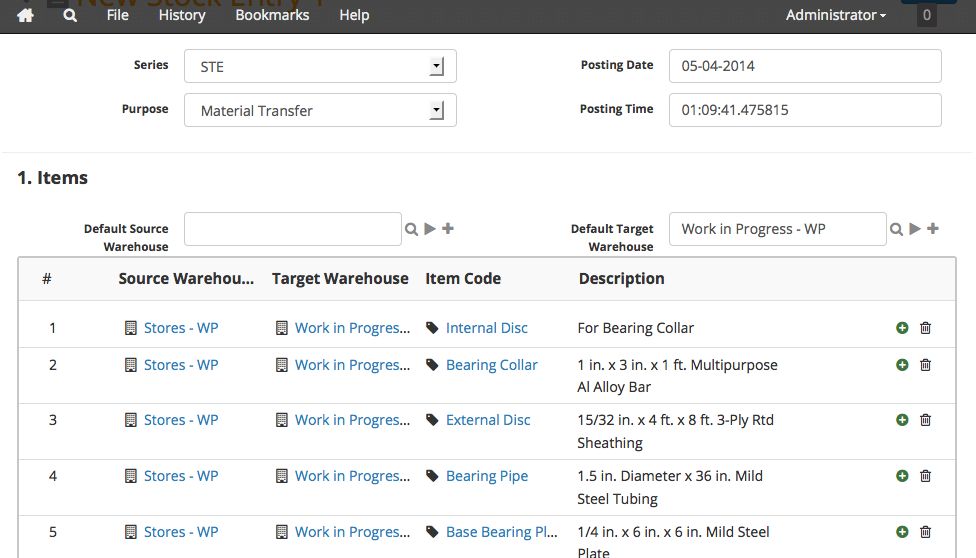 New Stock Entry 1
File History Bookmarks Help Administrator 0
Series STE Posting Date 05-04-2014
Purpose Material Transfer Posting Time 01:09:41.475815
1. Items
Default Source Warehouse Default Target Warehouse Work in Progress - WP
# Source Warehou... Target Warehouse Item Code Description
1 Stores - WP Work in Progres... Internal Disc For Bearing Collar
2 Stores - WP Work in Progres... Bearing Collar 1 in. x 3 in. x 1 ft. Multipurpose
Al Alloy Bar
3 Stores - WP Work in Progres... External Disc 15/32 in. x 4 ft. x 8 ft. 3-Ply Rtd
Sheathing
4 Stores - WP Work in Progres... Bearing Pipe 1.5 in. Diameter x 36 in. Mild
Steel Tubing
5 Stores - WP Work in Progres... Base Bearing Pl... 1/4 in. x 6 in. x 6 in. Mild Steel
Plate